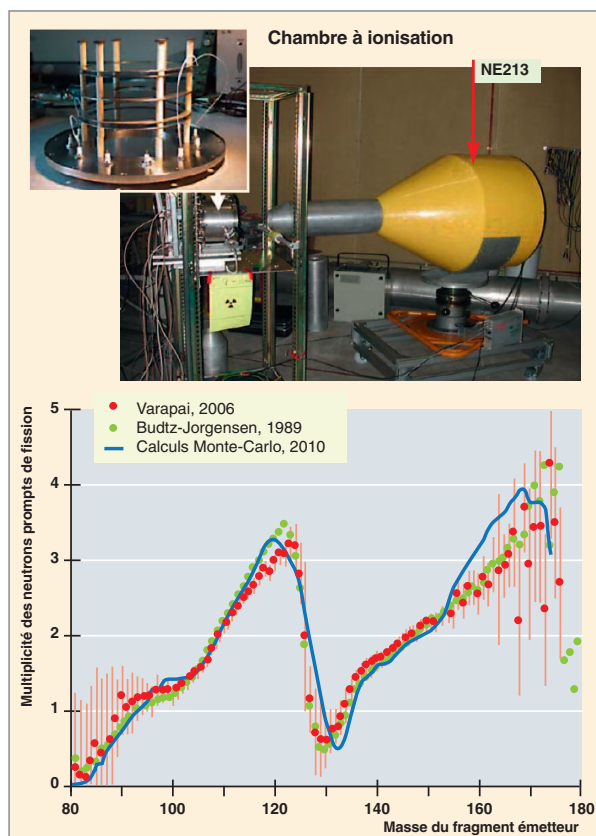 Chambre à ionisation
NE213
5
4
3
2
1
0
Varapai, 2006
Budtz-Jorgensen, 1989
Calculs Monte-Carlo, 2010
Multiplicité des neutrons prompts de fission
80
100
120
140
160
180
Masse du fragment émetteur